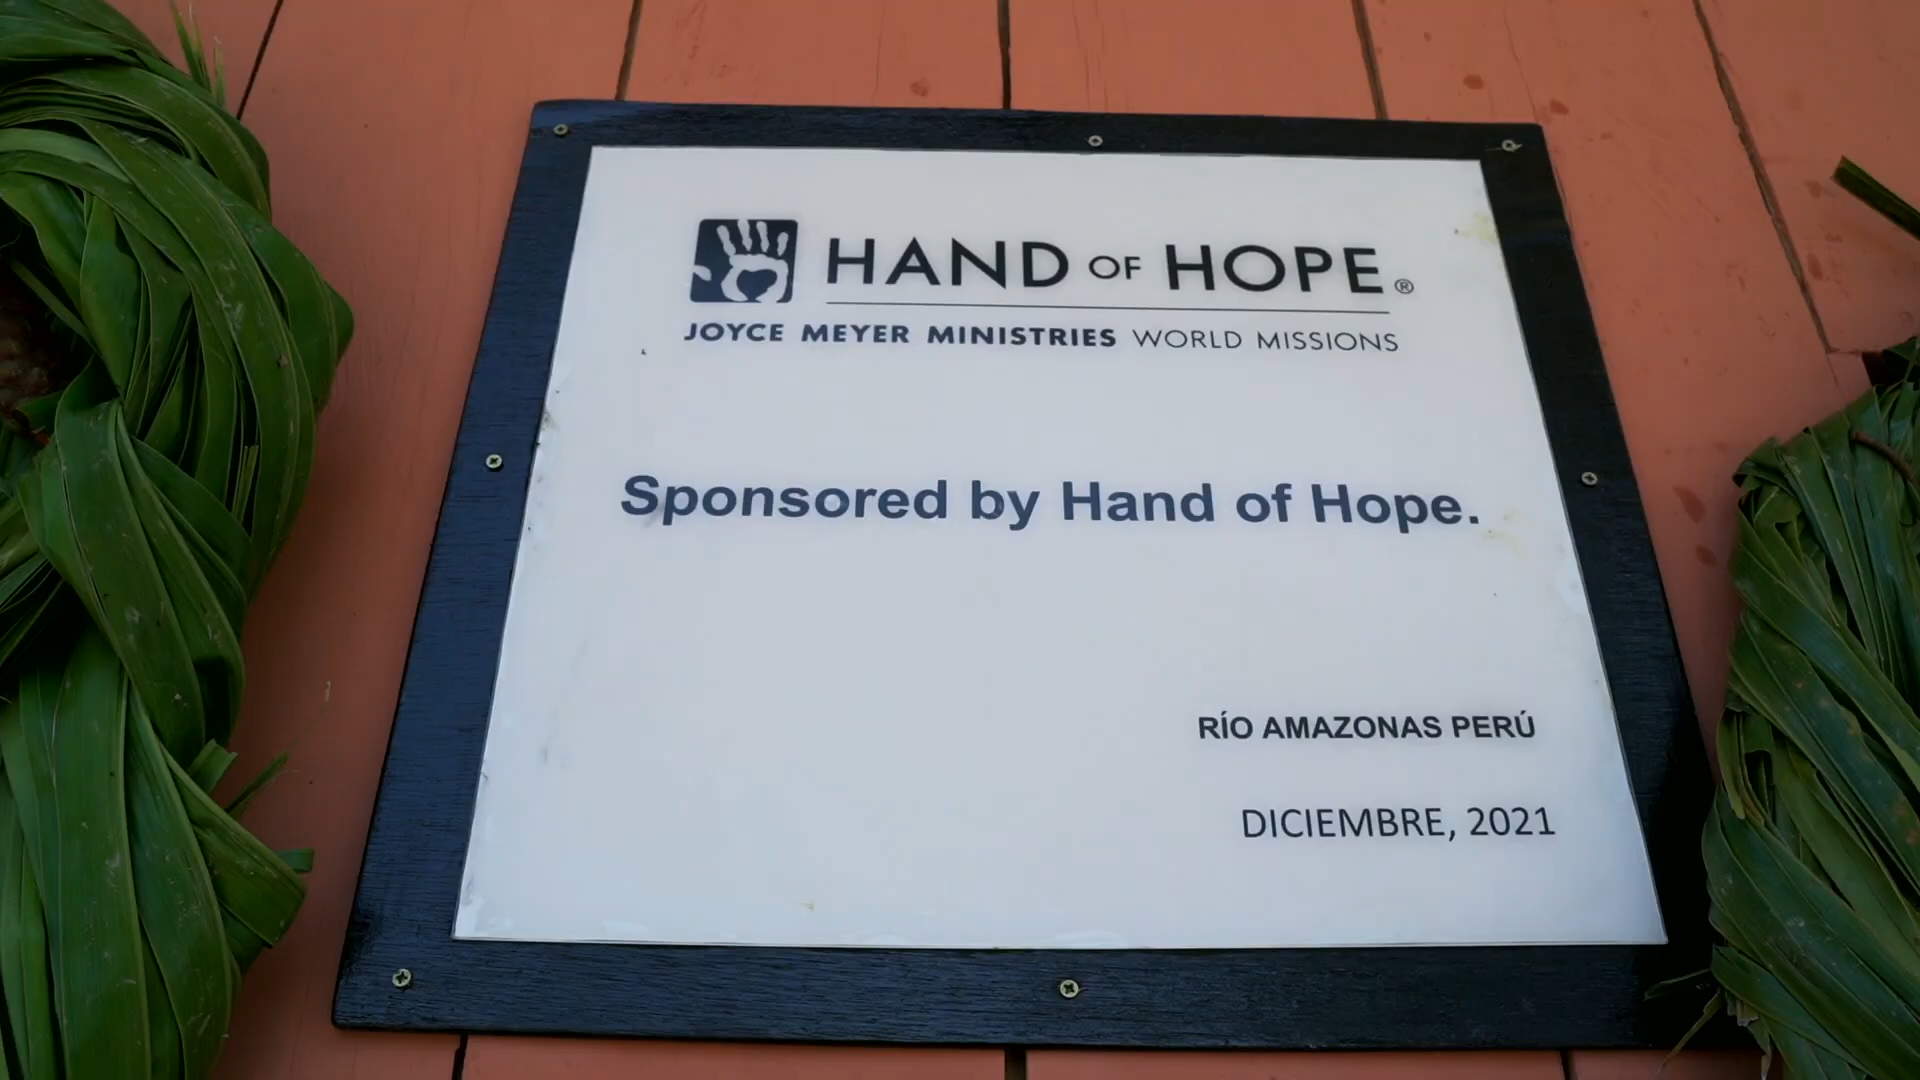 HAND OF HOPE®
JOYCE MEYER MINISTRIES WORLD MISSIONS
Sponsored by Hand of Hope.
RÍO AMAZONAS PERÚ
DICIEMBRE, 2021